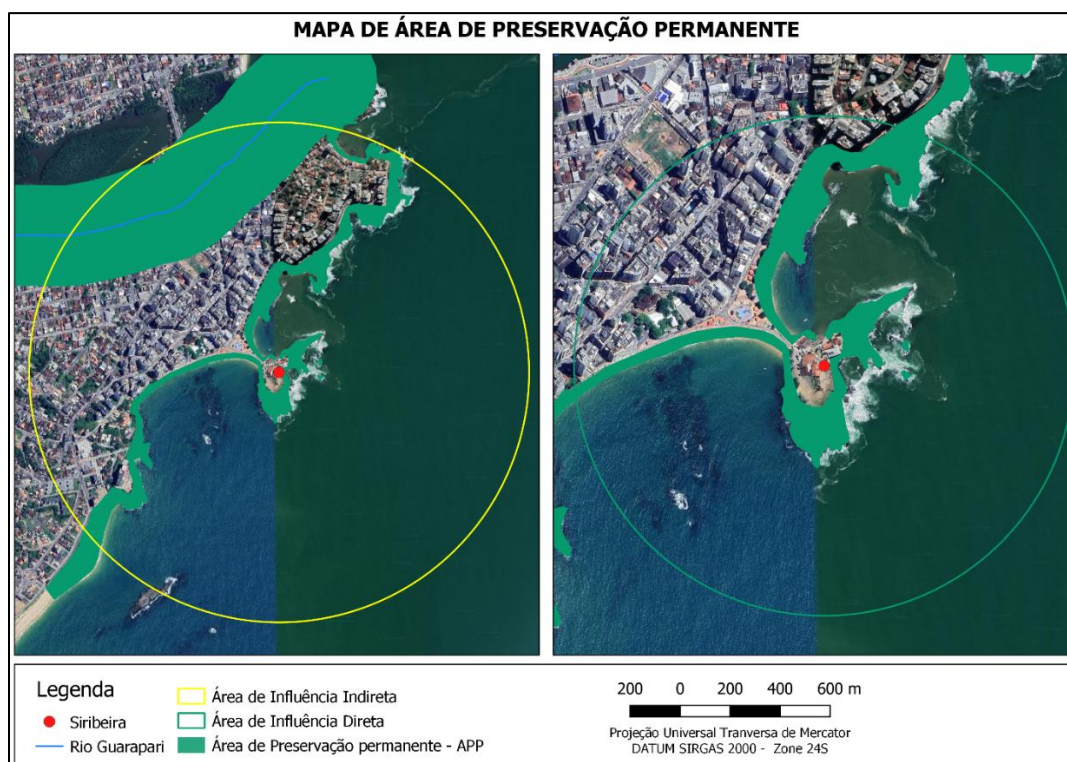 MAPA DE ÁREA DE PRESERVAÇÃO PERMANENTE
Legenda
Siribeira
Rio Guarapari
Área de Influência Indireta
Área de Influência Direta
Área de Preservação permanente - APP
200 0 200 400 600 m
Projeção Universal Tranversa de Mercator
DATUM SIRGAS 2000 - Zone 24S